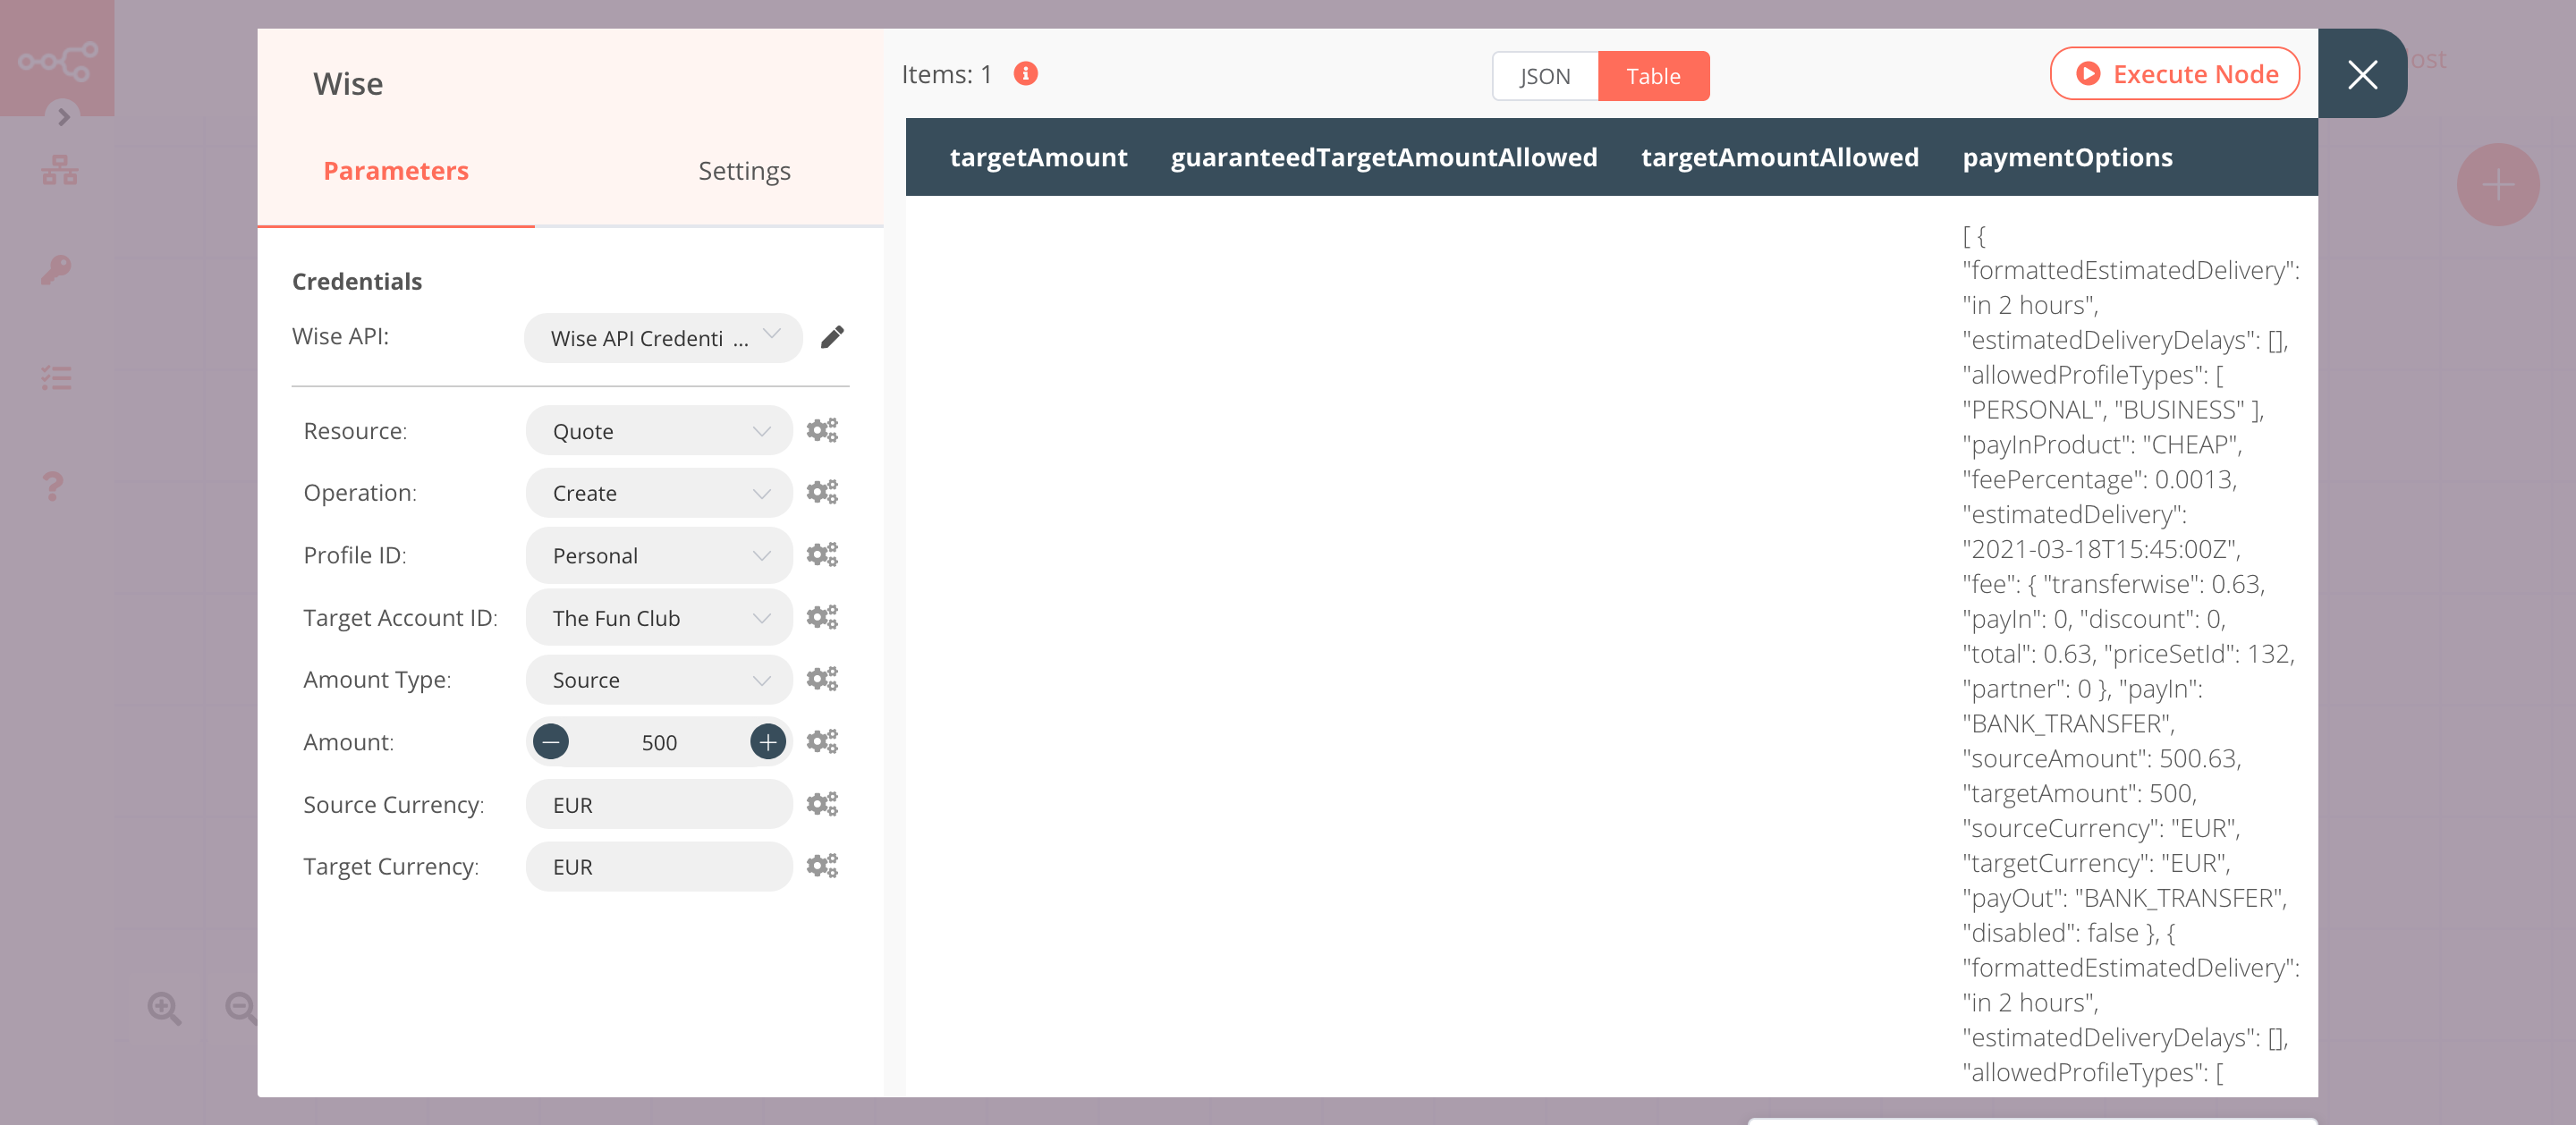 Wise
Parameters
Settings
Credentials
Wise API:
Wise API Credenti ...
Resource:
Quote
Operation:
Create
Profile ID:
Personal
Target Account ID:
The Fun Club
Amount Type:
Source
Amount:
500
Source Currency:
EUR
Target Currency:
EUR
Items: 1
JSON
Table
Execute Node
ost
targetAmount guaranteedTargetAmountAllowed targetAmountAllowed paymentOptions
[ {
"formattedEstimatedDelivery":
"in 2 hours",
"estimatedDeliveryDelays": [],
"allowedProfileTypes": [
"PERSONAL", "BUSINESS" ],
"payInProduct": "CHEAP",
"feePercentage": 0.0013,
"estimatedDelivery":
"2021-03-18T15:45:00Z",
"fee": { "transferwise": 0.63,
"payIn": 0, "discount": 0,
"total": 0.63, "priceSetId": 132,
"partner": 0 }, "payIn":
"BANK_TRANSFER",
"sourceAmount": 500.63,
"targetAmount": 500,
"sourceCurrency": "EUR",
"targetCurrency": "EUR",
"payOut": "BANK_TRANSFER",
"disabled": false }, {
"formattedEstimatedDelivery":
"in 2 hours",
"estimatedDeliveryDelays": [],
"allowedProfileTypes": [